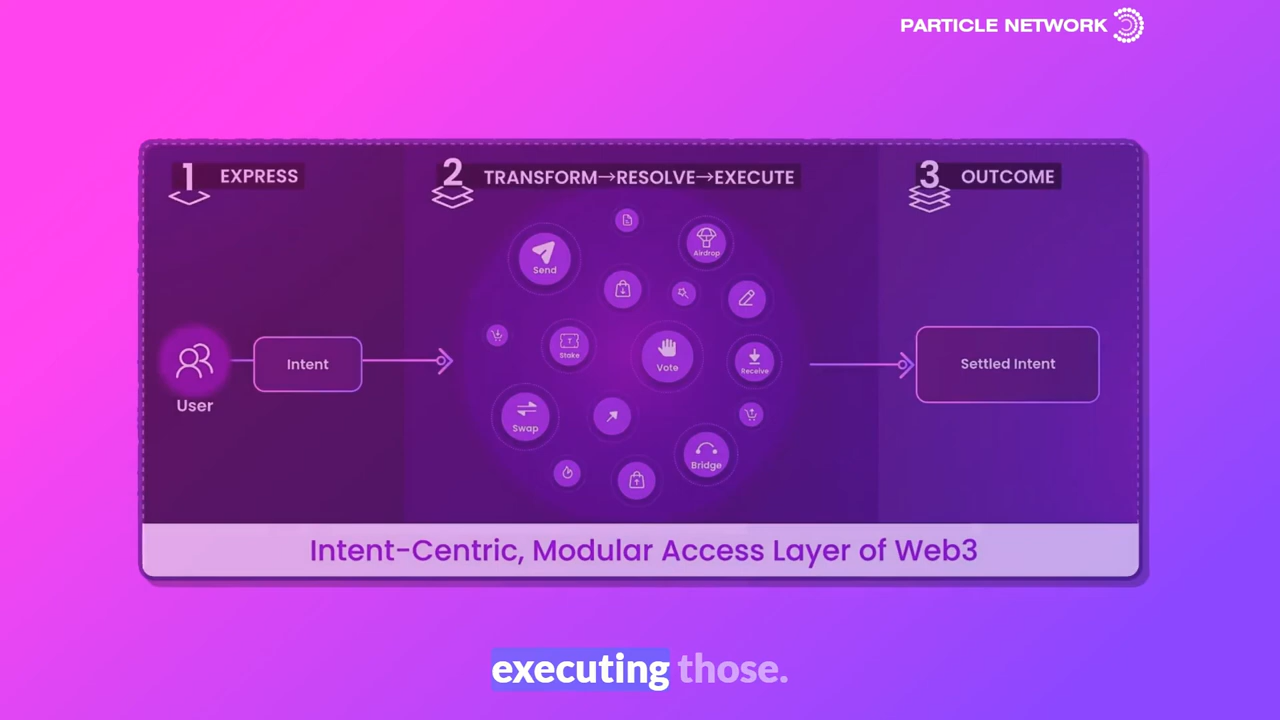 PARTICLE NETWORK
1 EXPRESS
2 TRANSFORM→RESOLVE→EXECUTE
3 OUTCOME
Send
Airdrop
Stake
Vote
Receive
User
Intent
Settled Intent
Swap
Bridge
Intent-Centric, Modular Access Layer of Web3
executing those.